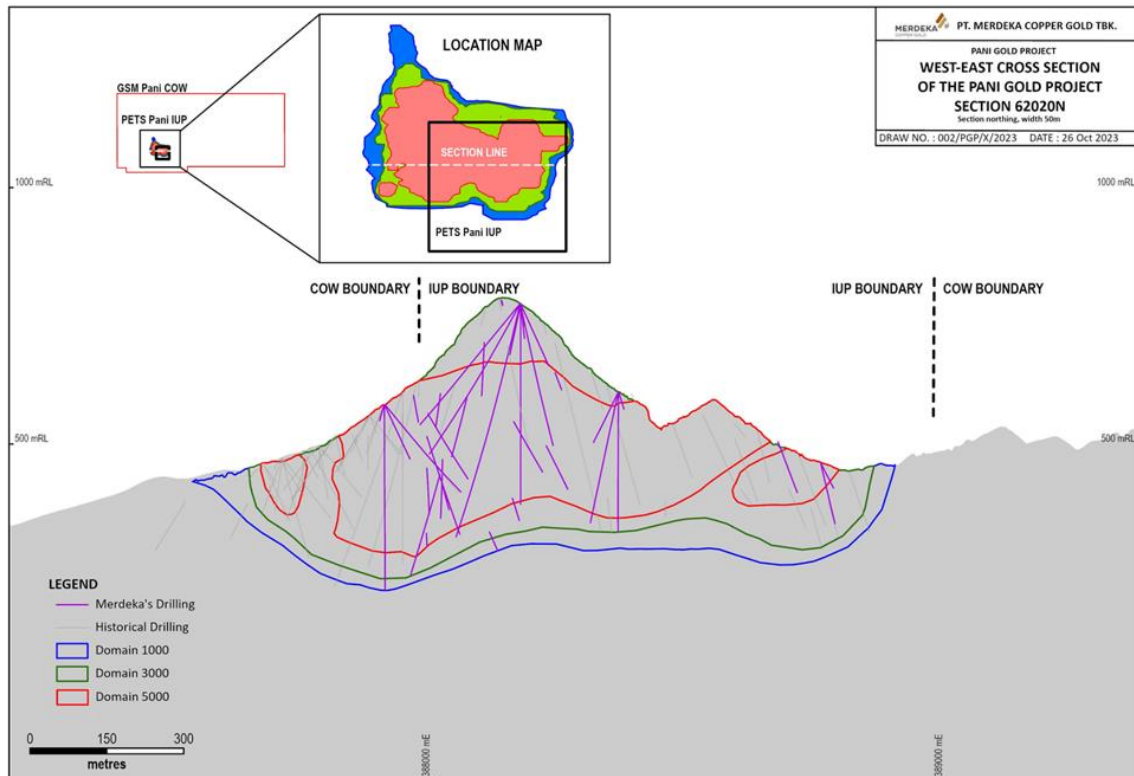 MERDEKA
COPPER GOLD
PT. MERDEKA COPPER GOLD TBK.
PANI GOLD PROJECT
WEST-EAST CROSS SECTION
OF THE PANI GOLD PROJECT
SECTION 62020N
Section northing, width 50m
DRAW NO. : 002/PGP/X/2023 DATE : 26 Oct 2023
LOCATION MAP
GSM Pani COW
PETS Pani IUP
SECTION LINE
PETS Pani IUP
1000 mRL
1000 mRL
COW BOUNDARY
IUP BOUNDARY
IUP BOUNDARY
COW BOUNDARY
500 mRL
500 mRL
LEGEND
Merdeka's Drilling
Historical Drilling
Domain 1000
Domain 3000
Domain 5000
0 150 300
metres
388000 mE
389000 mE